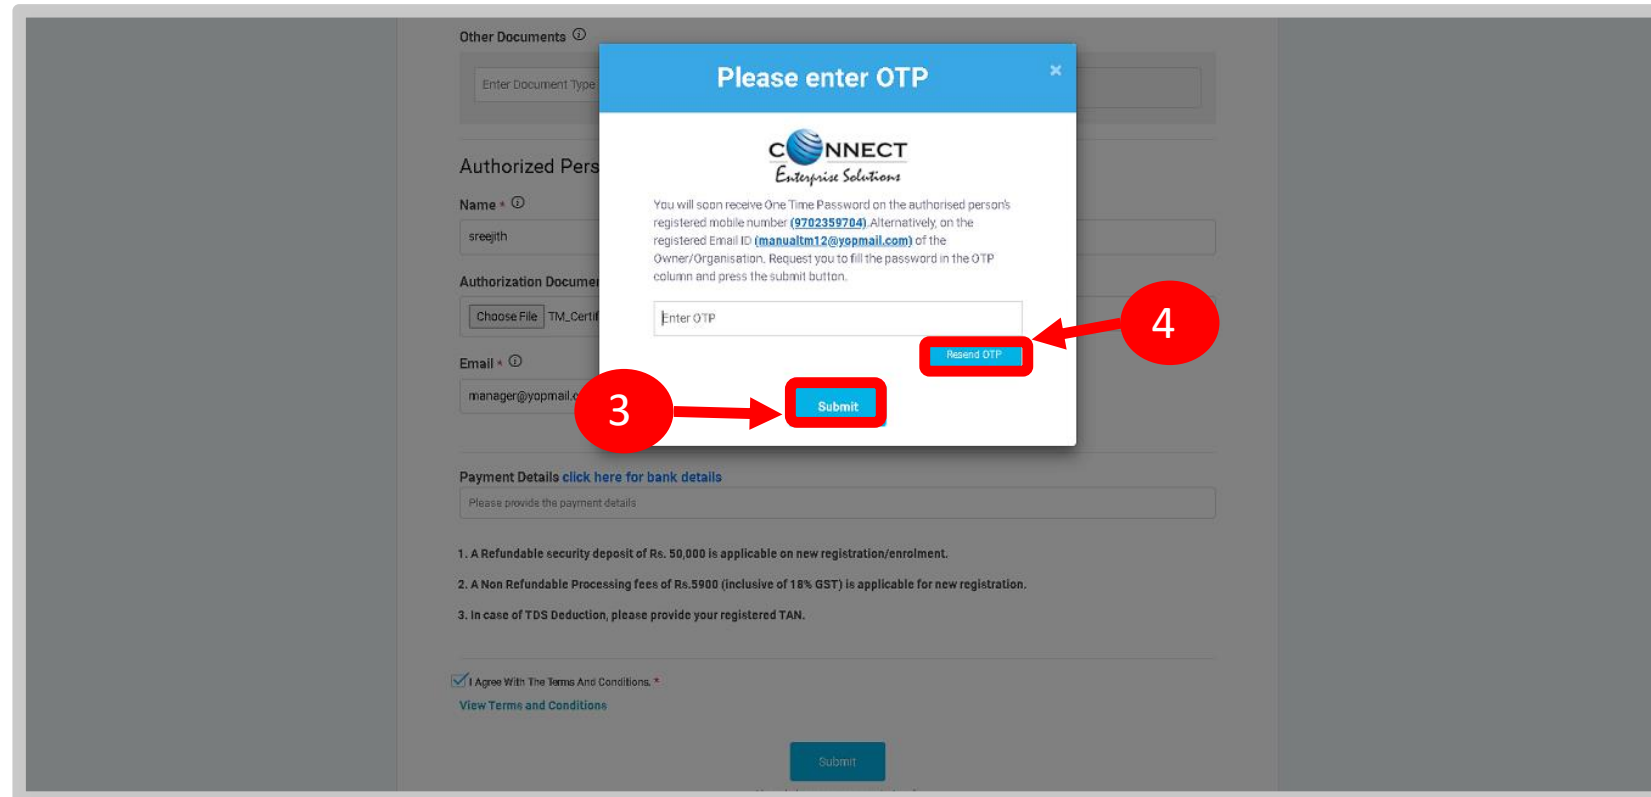 Other Documents
Enter Document Type
Please enter OTP
×
CONNECT
Enterprise Solutions
Authorized Pers
Name *
sreejith
You will soon receive One Time Password on the authorised person's
registered mobile number (9702359704).Alternatively, on the
registered Email ID (manualtm12@yopmail.com) of the
Owner/Organisation. Request you to fill the password in the OTP
column and press the submit button.
Authorization Documen
Choose File TM_Certif
Enter OTP
4
Resend OTP
Email *
manager@yopmail.c
3
Submit
Payment Details click here for bank details
Please provide the payment details
1. A Refundable security deposit of Rs. 50,000 is applicable on new registration/enrolment.
2. A Non Refundable Processing fees of Rs.5900 (inclusive of 18% GST) is applicable for new registration.
3. In case of TDS Deduction, please provide your registered TAN.
I Agree With The Terms And Conditions. *
View Terms and Conditions
Submit